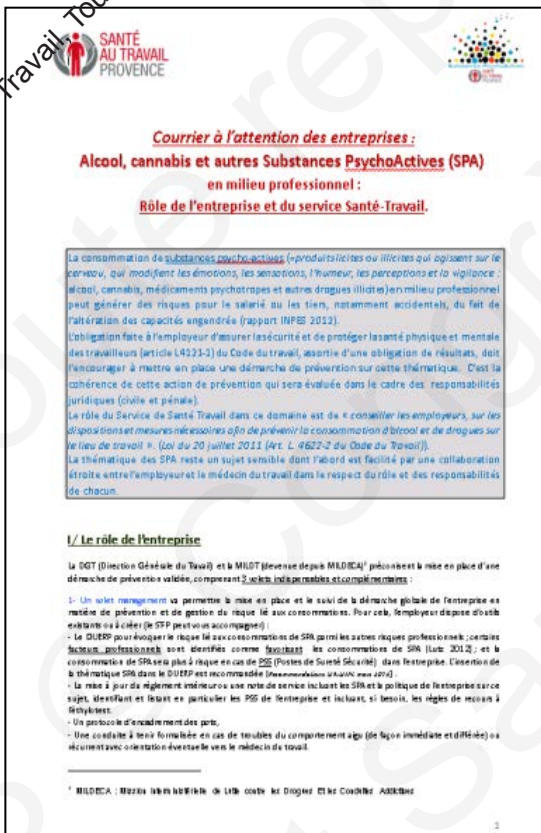 Travail, Tou
SANTÉ
AU TRAVAIL
PROVENCE
Courrier à l'attention des entreprises :
Alcool, cannabis et autres Substances PsychoActives (SPA)
en milieu professionnel :
Rôle de l'entreprise et du service Santé-Travail.
La consommation de substances psycho-actives («produits licites ou illicites qui agissent sur le
cerveau, qui modifient les émotions, les sensations, l'humeur, les perceptions et la vigilance :
alcool, cannabis, médicaments psychotropes et autres drogues illicites) en milieu professionnel
peut générer des risques pour le salarié ou les tiers, notamment accidentels, du fait de
l'altération des capacités engendrée (rapport INPES 2012).
L'obligation faite à l'employeur d'assurer la sécurité et de protéger la santé physique et mentale
des travailleurs (article L4121-1) du Code du travail, assortie d'une obligation de résultats, doit
l'encourager à mettre en place une démarche de prévention sur cette thématique. C'est la
cohérence de cette action de prévention qui sera évaluée dans le cadre des responsabilités
juridiques (civile et pénale).
Le rôle du Service de Santé Travail dans ce domaine est de « conseiller les employeurs, sur les
dispositions et mesures nécessaires afin de prévenir la consommation d'alcool et de drogues sur
le lieu de travail ». (Loi du 20 juillet 2011 (Art. L. 4622-2 du Code du Travail)).
La thématique des SPA reste un sujet sensible dont l'abord est facilité par une collaboration
étroite entre l'employeur et le médecin du travail dans le respect du rôle et des responsabilités
de chacun.
I/ Le rôle de l'entreprise
La DGT (Direction Générale du Travail) et la MILDT (devenue depuis MILDECA)¹ préconisent la mise en place d'une
démarche de prévention validée, comprenant 3 volets indispensables et complémentaires :
1- Un volet management va permettre la mise en place et le suivi de la démarche globale de l'entreprise en
matière de prévention et de gestion du risque lié aux consommations. Pour cela, l'employeur dispose d'outils
existants ou à créer (le STP peut vous accompagner) :
- Le DUERP pour évoquer le risque lié aux consommations de SPA parmi les autres risques professionnels ; certains
facteurs professionnels sont identifiés comme favorisant les consommations de SPA (Lutz 2012) ; et la
consommation de SPA sera plus à risque en cas de PSS (Postes de Sureté Sécurité) dans l'entreprise. L'insertion de
la thématique SPA dans le DUERP est recommandée
- La mise à jour du règlement intérieur ou une note de service incluant les SPA et la politique de l'entreprise sur ce
sujet, identifiant et listant en particulier les PSS de l'entreprise et incluant, si besoin, les règles de recours à
l'éthylotest.
- Un protocole d'encadrement des pots,
- Une conduite à tenir formalisée en cas de troubles du comportement aigu (de façon immédiate et différée) ou
récurrent avec orientation éventuelle vers le médecin du travail.
¹ MILDECA : Mission Interministérielle de Lutte contre les Drogues Et les Conduites Addictives
1